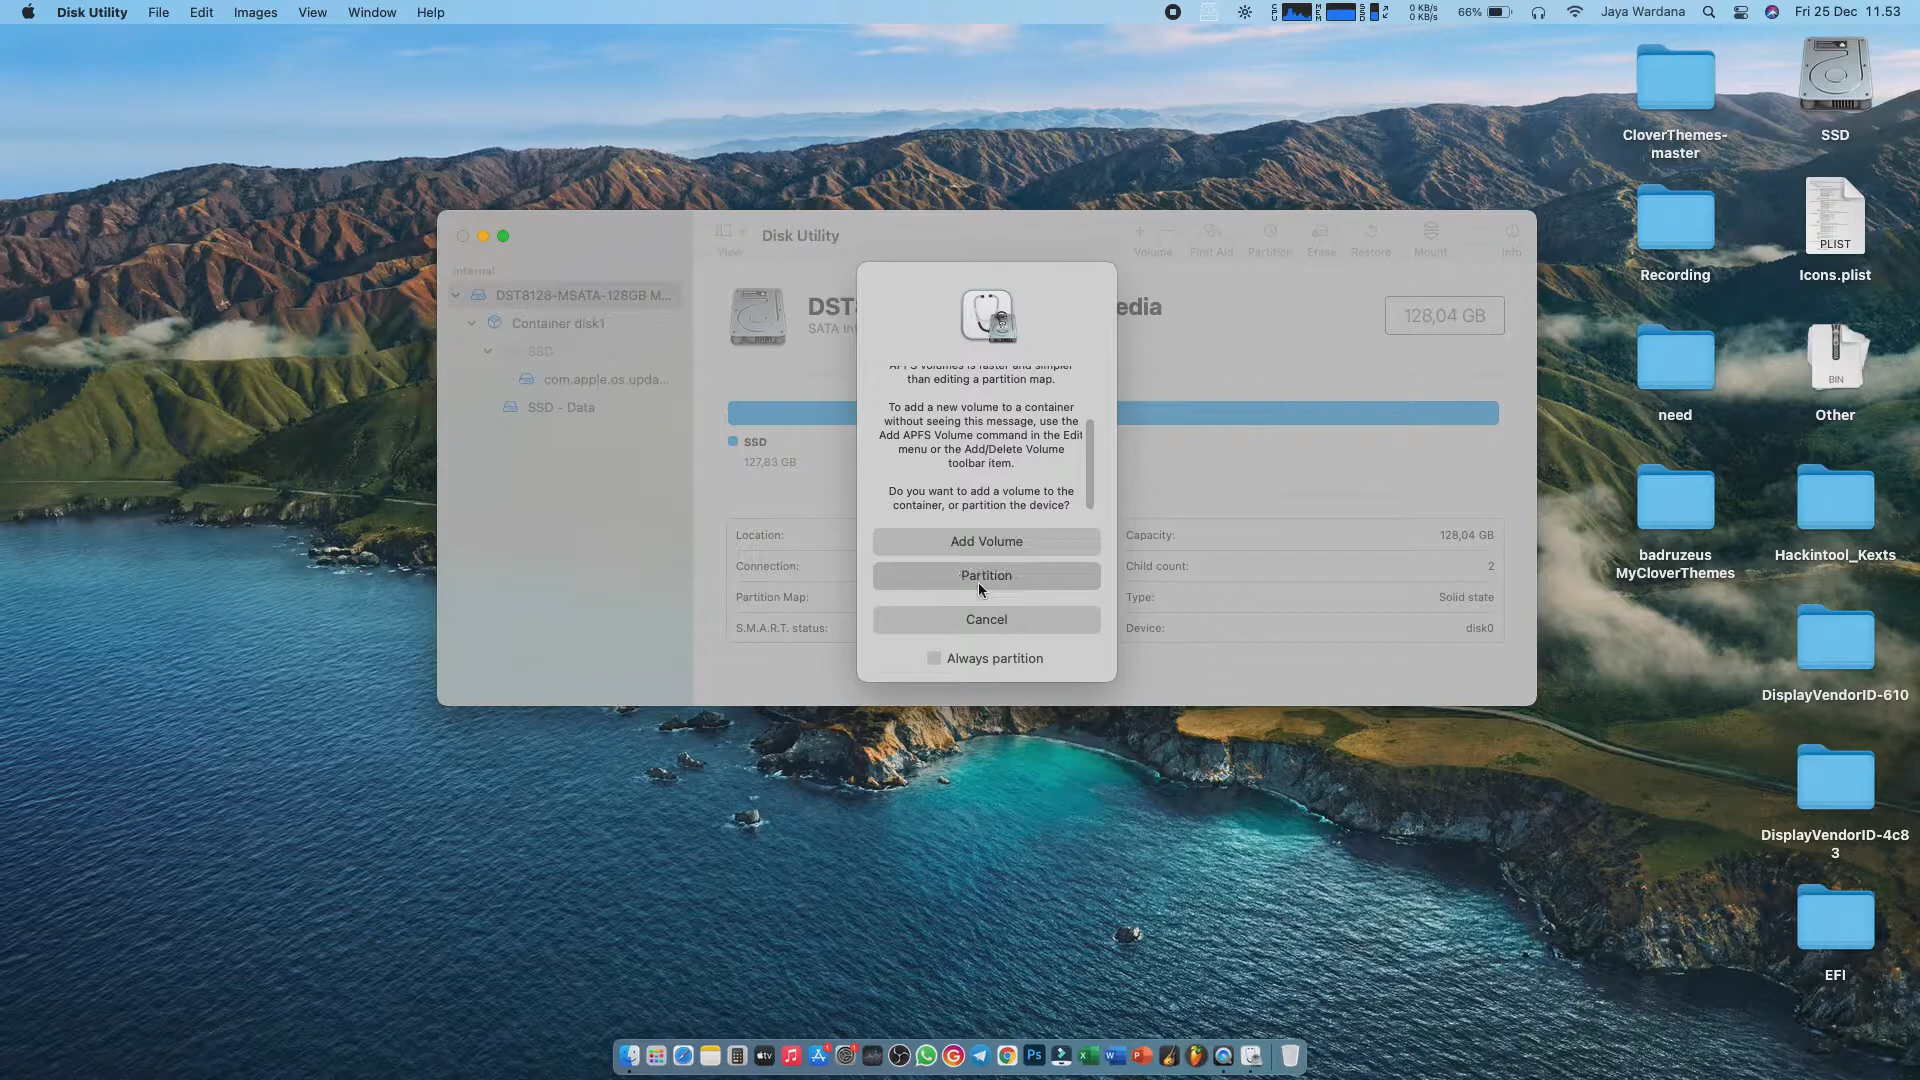 Disk Utility File Edit Images View Window Help
0 KB/s
0 KB/s
66%
Jaya Wardana
Fri 25 Dec 11.53
CloverThemes-
master
SSD
Recording
PLIST
Icons.plist
need
BIN
Other
badruzeus
MyCloverThemes
Hackintool_Kexts
DisplayVendorID-610
DisplayVendorID-4c8
3
EFI
View
Disk Utility
Volume First Aid Partition Erase Restore Mount Info
Internal
DST8128-MSATA-128GB M...
Container disk1
SSD
com.apple.os.upda...
SSD - Data
edia
128,04 GB
SSD
127,83 GB
Location:
Connection:
Partition Map:
S.M.A.R.T. status:
Capacity: 128,04 GB
Child count: 2
Type: Solid state
Device: disk0
APFS volumes is faster and simpler
than editing a partition map.
To add a new volume to a container
without seeing this message, use the
Add APFS Volume command in the Edit
menu or the Add/Delete Volume
toolbar item.
Do you want to add a volume to the
container, or partition the device?
Add Volume
Partition
Cancel
Always partition